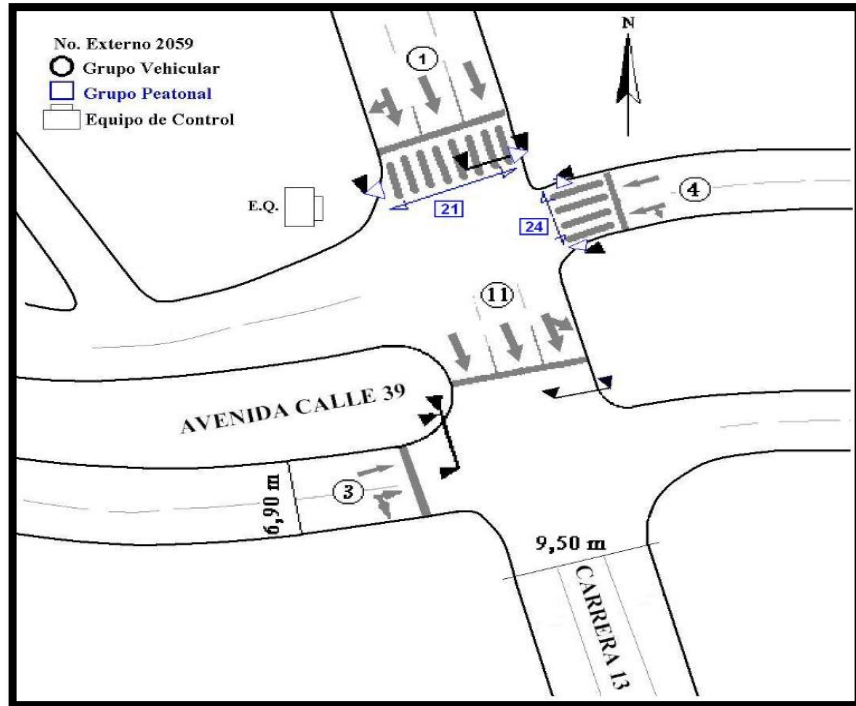 No. Externo 2059
Grupo Vehicular
Grupo Peatonal
Equipo de Control
N
1
4
E.Q.
21
24
11
AVENIDA CALLE 39
3
6,90 m
9,50 m
CARRERA 13